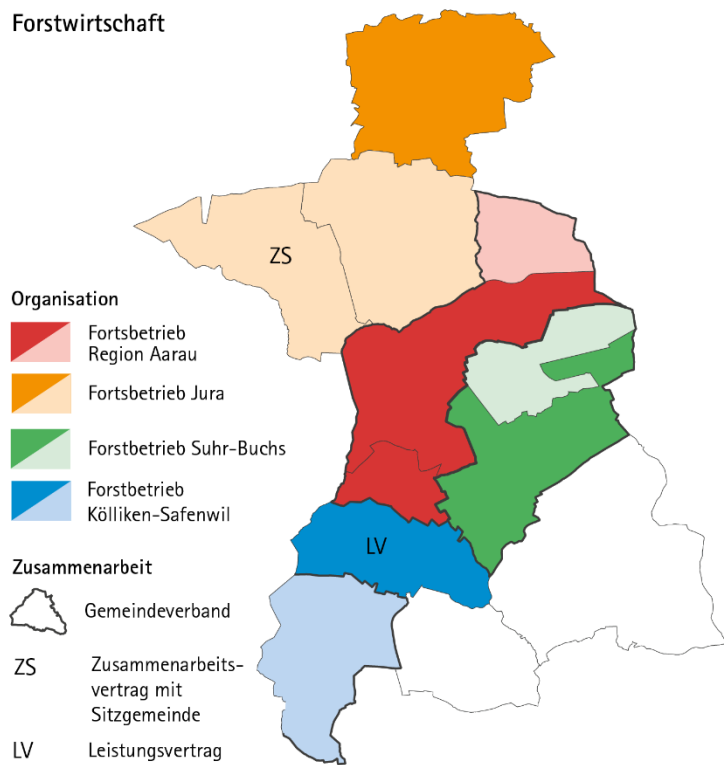 Forstwirtschaft
ZS
Organisation
Fortsbetrieb
Region Aarau
Fortsbetrieb Jura
Forstbetrieb Suhr-Buchs
Forstbetrieb
Kölliken-Safenwil
LV
Zusammenarbeit
Gemeindeverband
ZS Zusammenarbeits-
vertrag mit
Sitzgemeinde
LV Leistungsvertrag